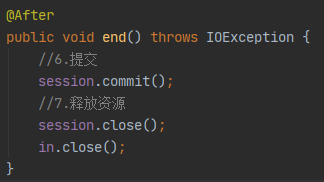 @After
public void end() throws IOException {
    //6.提交
    session.commit();
    //7.释放资源
    session.close();
    in.close();
}